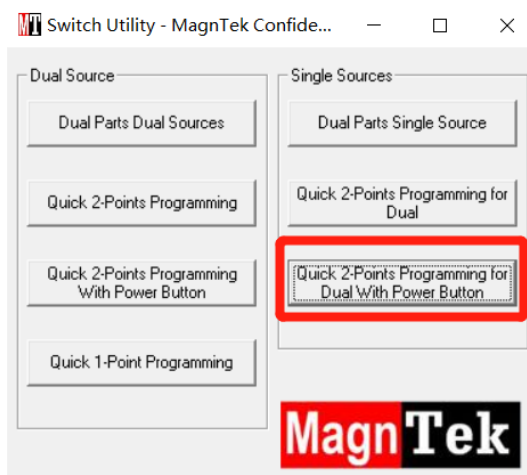 Switch Utility - MagnTek Confide...
Dual Source
Dual Parts Dual Sources
Quick 2-Points Programming
Quick 2-Points Programming
With Power Button
Quick 1-Point Programming
Single Sources
Dual Parts Single Source
Quick 2-Points Programming for
Dual
Quick 2-Points Programming for
Dual With Power Button
MagnTek